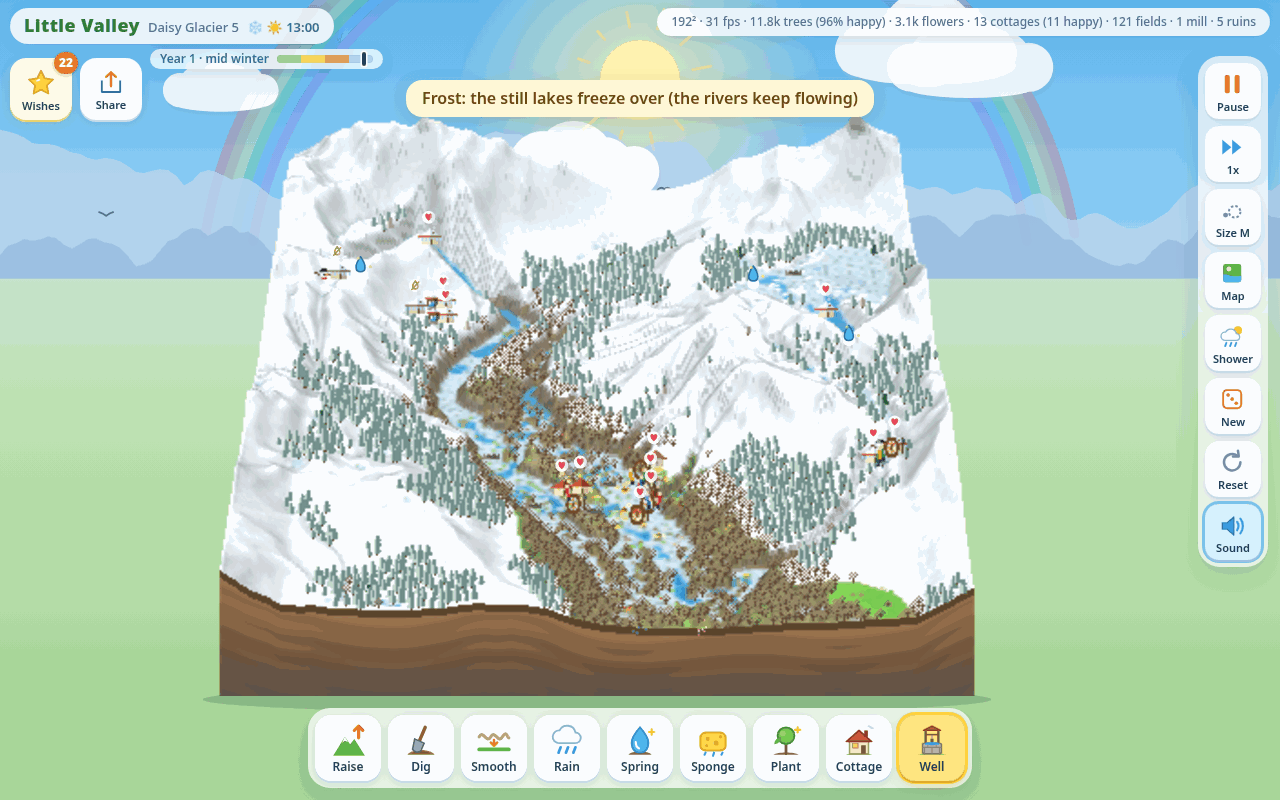 Little Valley Daisy Glacier 5 13:00
192² · 31 fps · 11.8k trees (96% happy) · 3.1k flowers · 13 cottages (11 happy) · 121 fields · 1 mill · 5 ruins
Year 1 · mid winter
22
Wishes
Share
Frost: the still lakes freeze over (the rivers keep flowing)
Pause
1x
Size M
Map
Shower
New
Reset
Sound
Raise
Dig
Smooth
Rain
Spring
Sponge
Plant
Cottage
Well